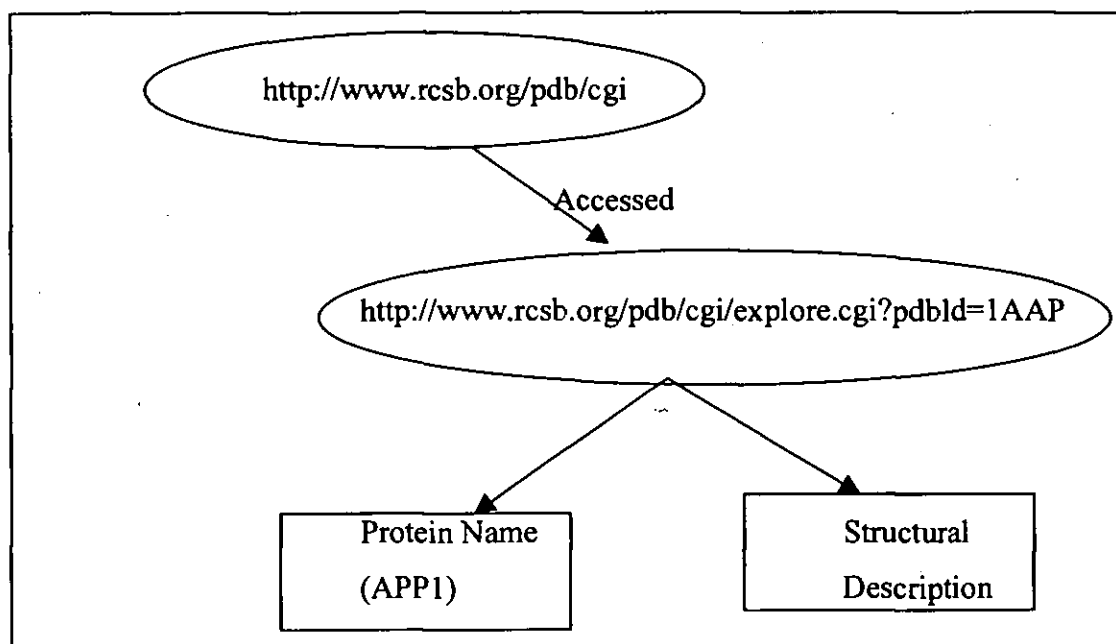 http://www.rcsb.org/pdb/cgi
Accessed
http://www.rcsb.org/pdb/cgi/explore.cgi?pdbId=1AAP
Protein Name
(APP1)
Structural
Description